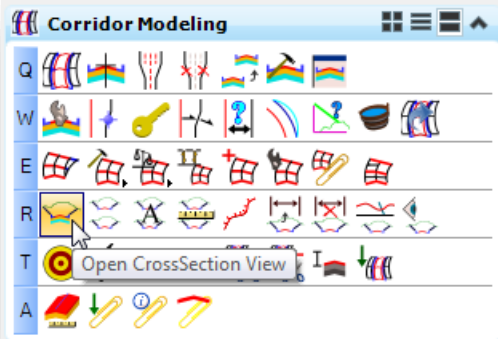 Corridor Modeling
Q
W
E
R
A
T
Open CrossSection View
A